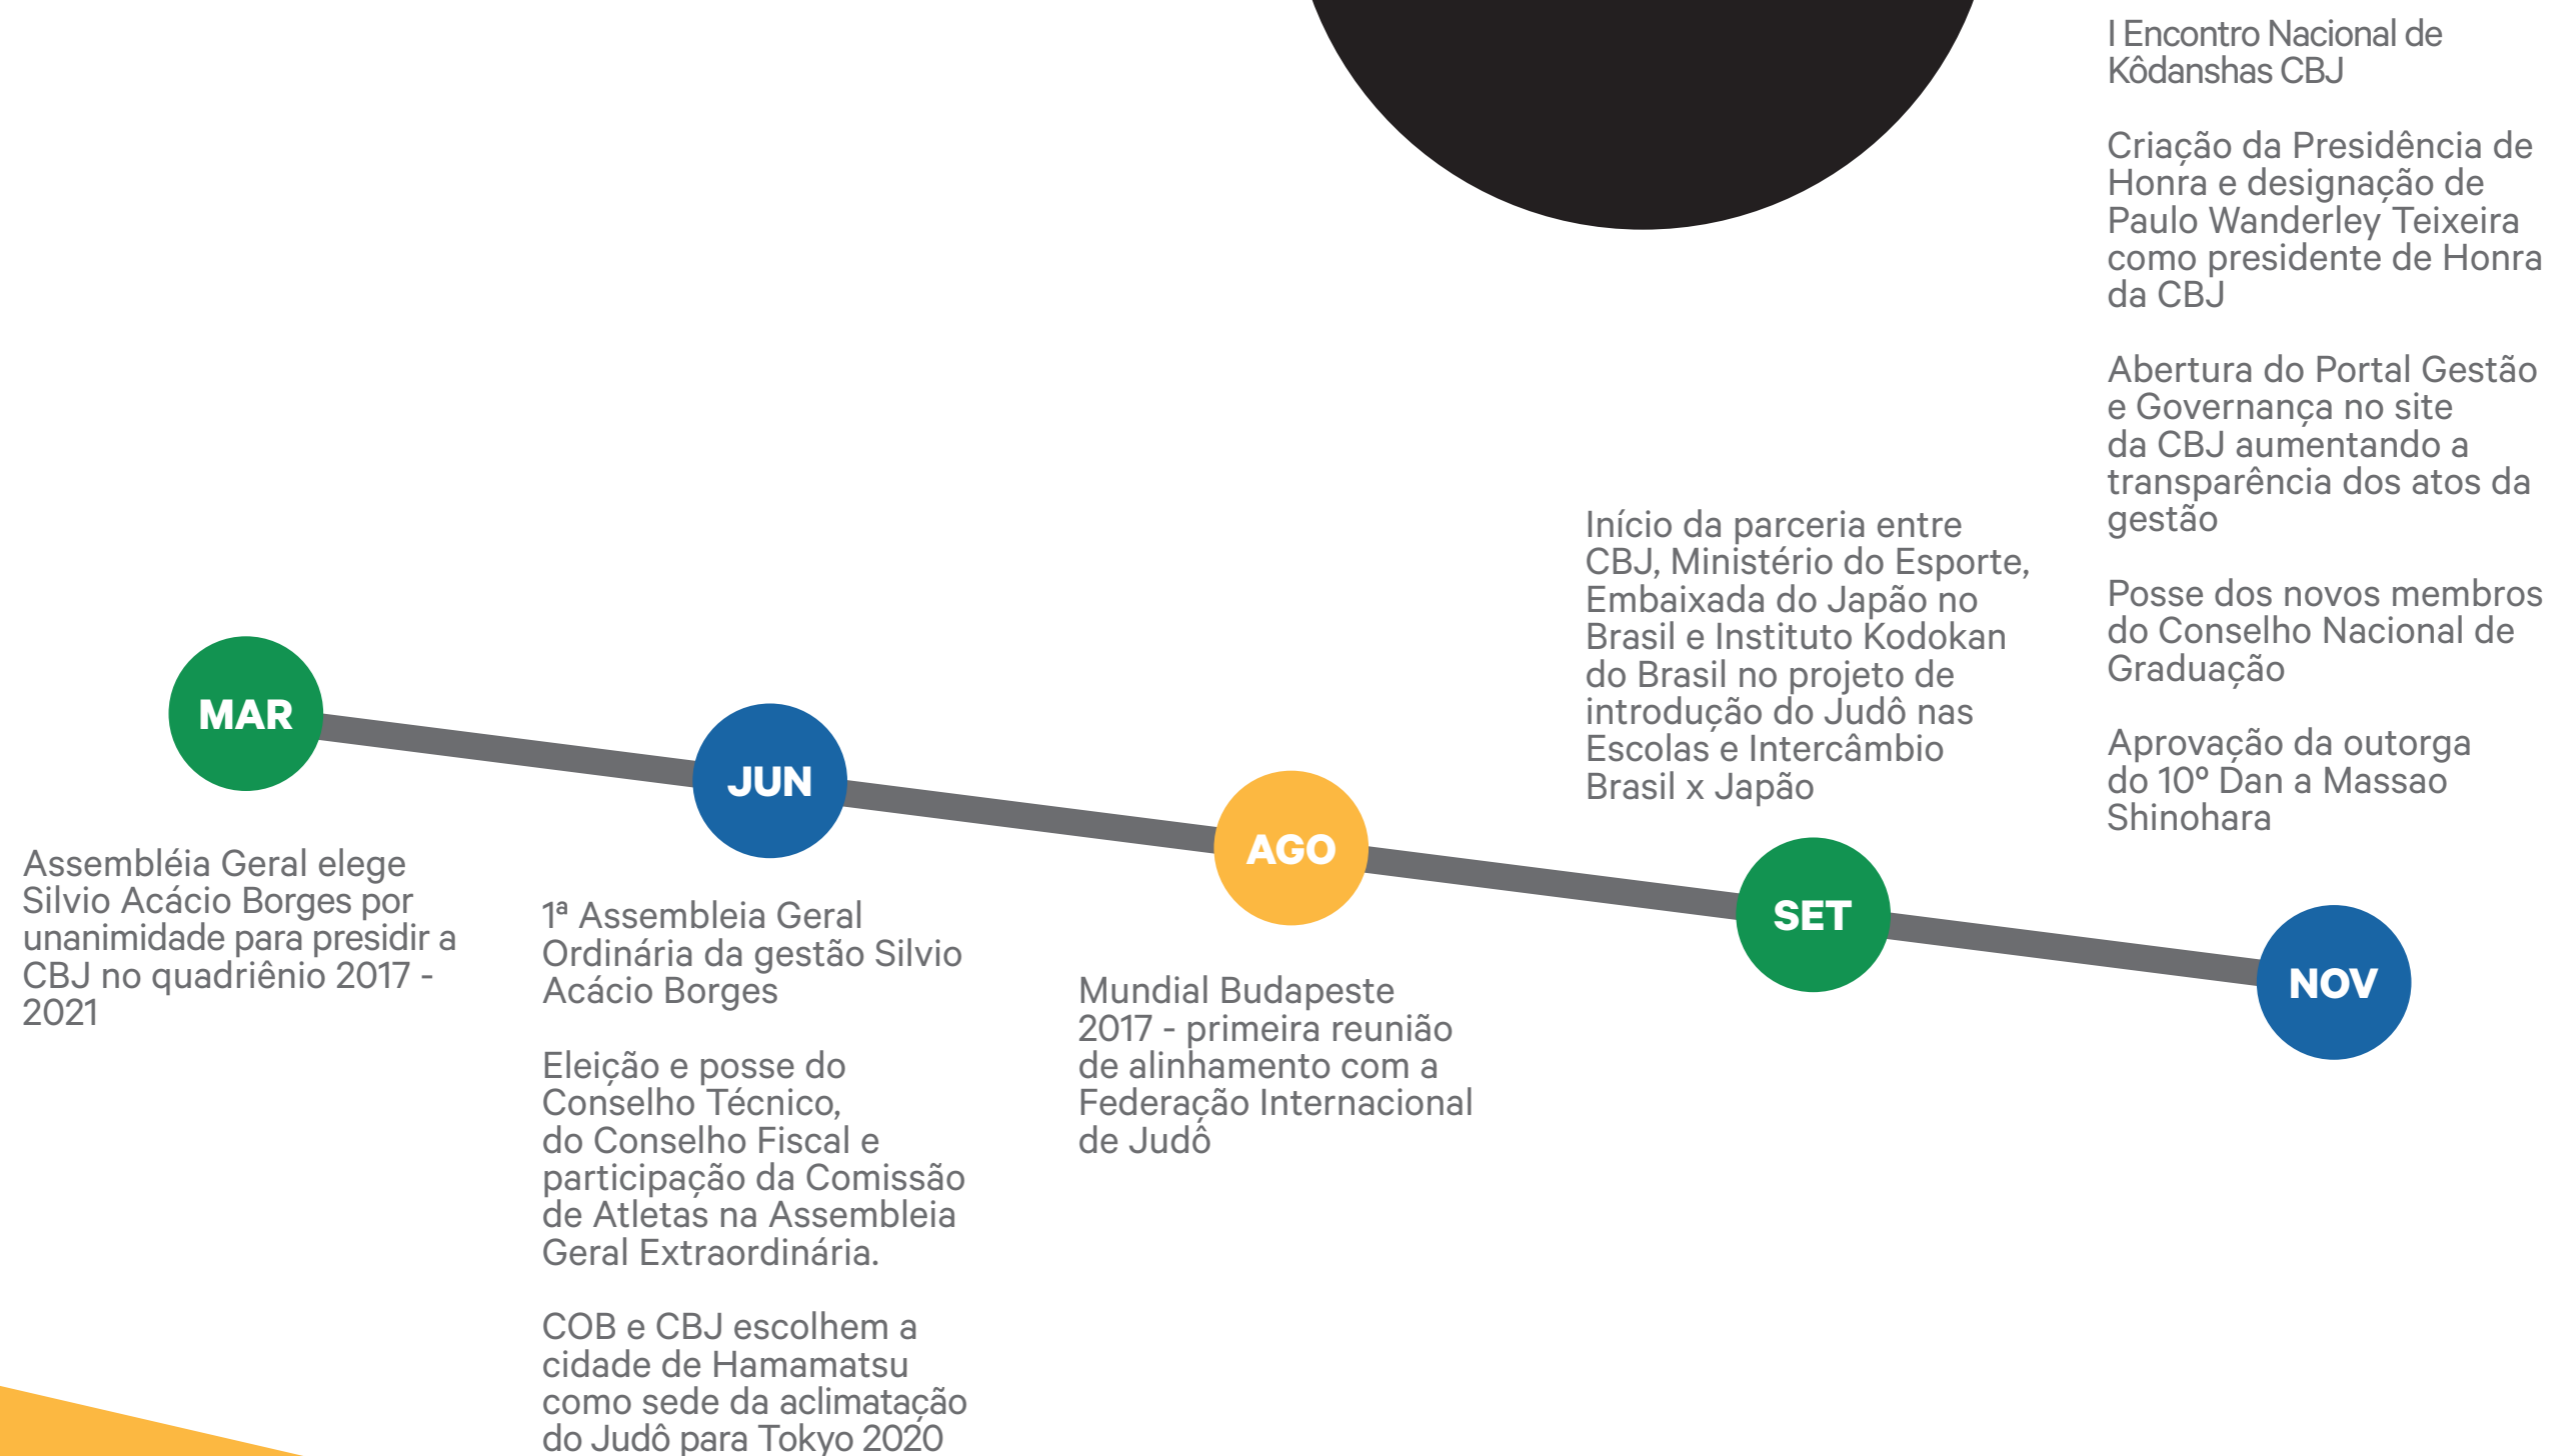 MAR
Assembléia Geral elege
Silvio Acácio Borges por
unanimidade para presidir a
CBJ no quadriênio 2017 -
2021
JUN
1ª Assembleia Geral
Ordinária da gestão Silvio
Acácio Borges
Eleição e posse do
Conselho Técnico,
do Conselho Fiscal e
participação da Comissão
de Atletas na Assembleia
Geral Extraordinária.
COB e CBJ escolhem a
cidade de Hamamatsu
como sede da aclimatação
do Judô para Tokyo 2020
AGO
Mundial Budapeste
2017 - primeira reunião
de alinhamento com a
Federação Internacional
de Judô
Início da parceria entre
CBJ, Ministério do Esporte,
Embaixada do Japão no
Brasil e Instituto Kodokan
do Brasil no projeto de
introdução do Judô nas
Escolas e Intercâmbio
Brasil x Japão
SET
I Encontro Nacional de
Kôdanshas CBJ
Criação da Presidência de
Honra e designação de
Paulo Wanderley Teixeira
como presidente de Honra
da CBJ
Abertura do Portal Gestão
e Governança no site
da CBJ aumentando a
transparência dos atos da
gestão
Posse dos novos membros
do Conselho Nacional de
Graduação
Aprovação da outorga
do 10º Dan a Massao
Shinohara
NOV